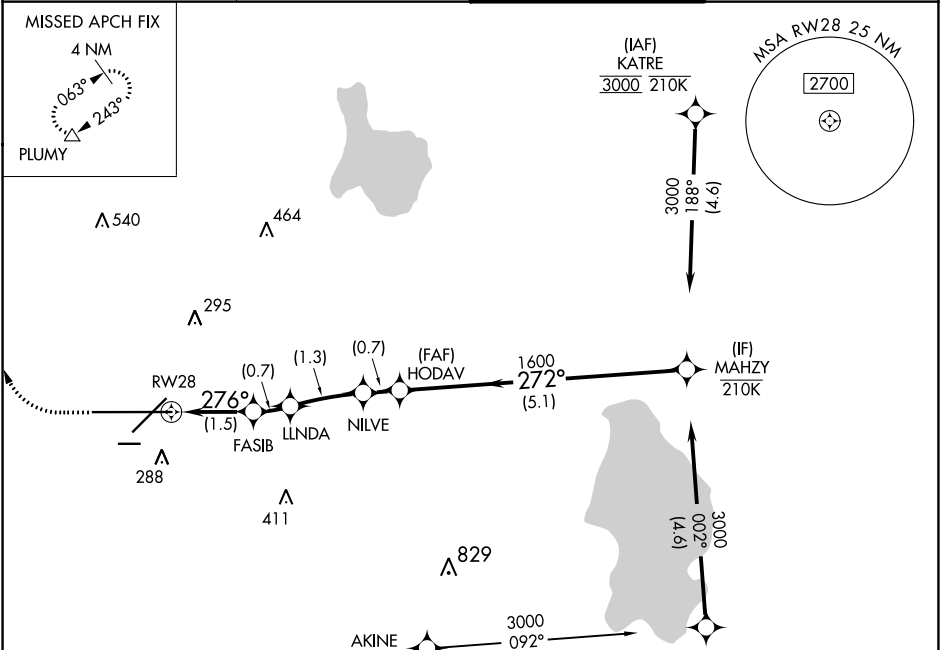 MISSED APCH FIX
4 NM
063°
243°
PLUMY
(IAF)
KATRE
3000 210K
MSA RW28 25 NM
2700
3000
188°
(4.6)
540
464
295
RW28
276°
(1.5)
FASIB
(0.7)
LLNDA
(1.3)
NILVE
(0.7)
(FAF)
HODAV
1600
272°
(5.1)
(IF)
MAHZY
210K
288
411
829
3000
002°
(4.6)
AKINE
3000
092°